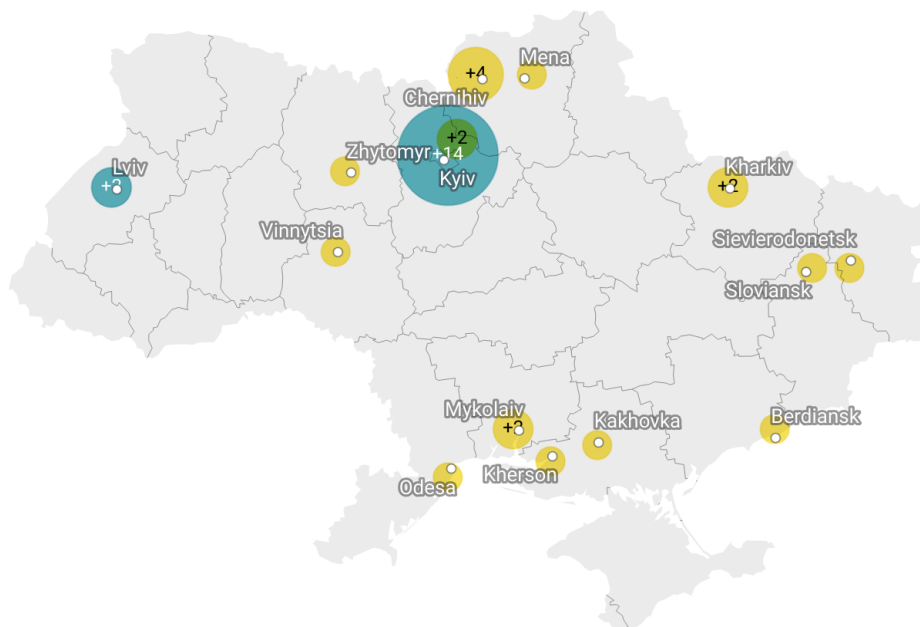 Mena
+4
Chernihiv
+2
Zhytomyr
+14
Kyiv
Lviv
Kharkiv
Vinnytsia
Sievierodonetsk
Sloviansk
Mykolaiv
Kakhovka
Berdiansk
Kherson
Odesa